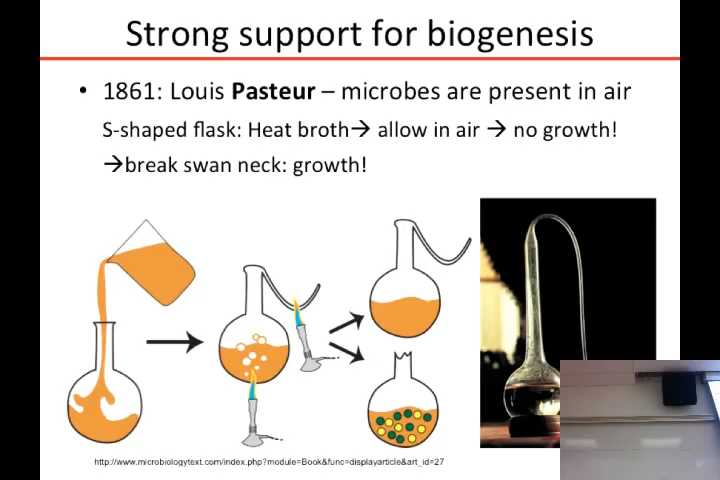 Strong support for biogenesis
• 1861: Louis Pasteur – microbes are present in air
S-shaped flask: Heat broth→ allow in air → no growth!
→break swan neck: growth!
http://www.microbiologytext.com/index.php?module=Book&func=displayarticle&art_id=27